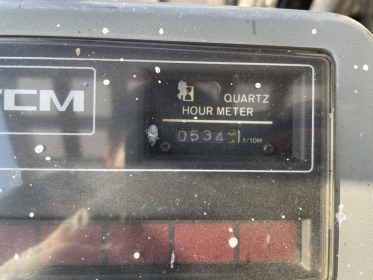 TCM
QUARTZ
HOUR METER
0534
1/10H